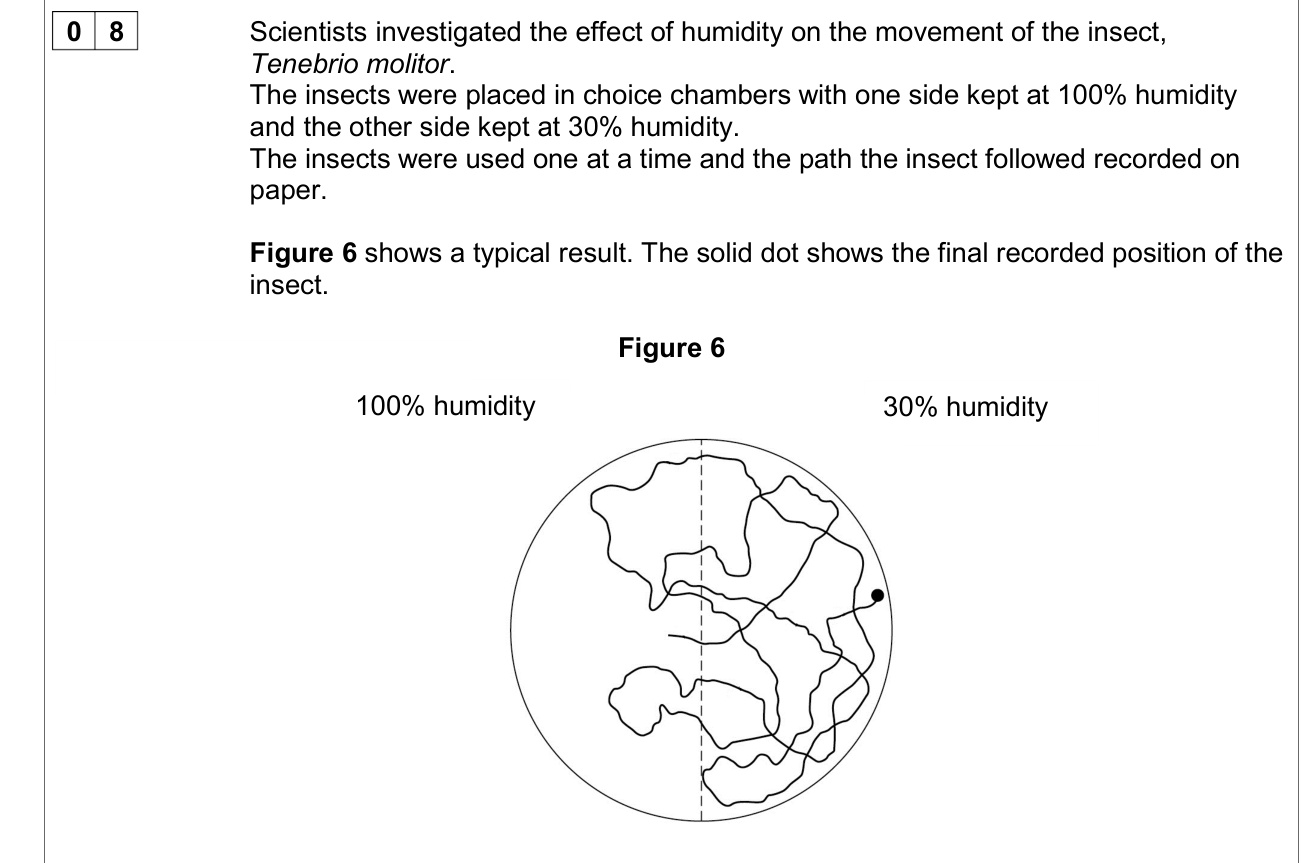 0 8
Scientists investigated the effect of humidity on the movement of the insect,
Tenebrio molitor.
The insects were placed in choice chambers with one side kept at 100% humidity
and the other side kept at 30% humidity.
The insects were used one at a time and the path the insect followed recorded on
paper.
Figure 6 shows a typical result. The solid dot shows the final recorded position of the
insect.
Figure 6
100% humidity
30% humidity